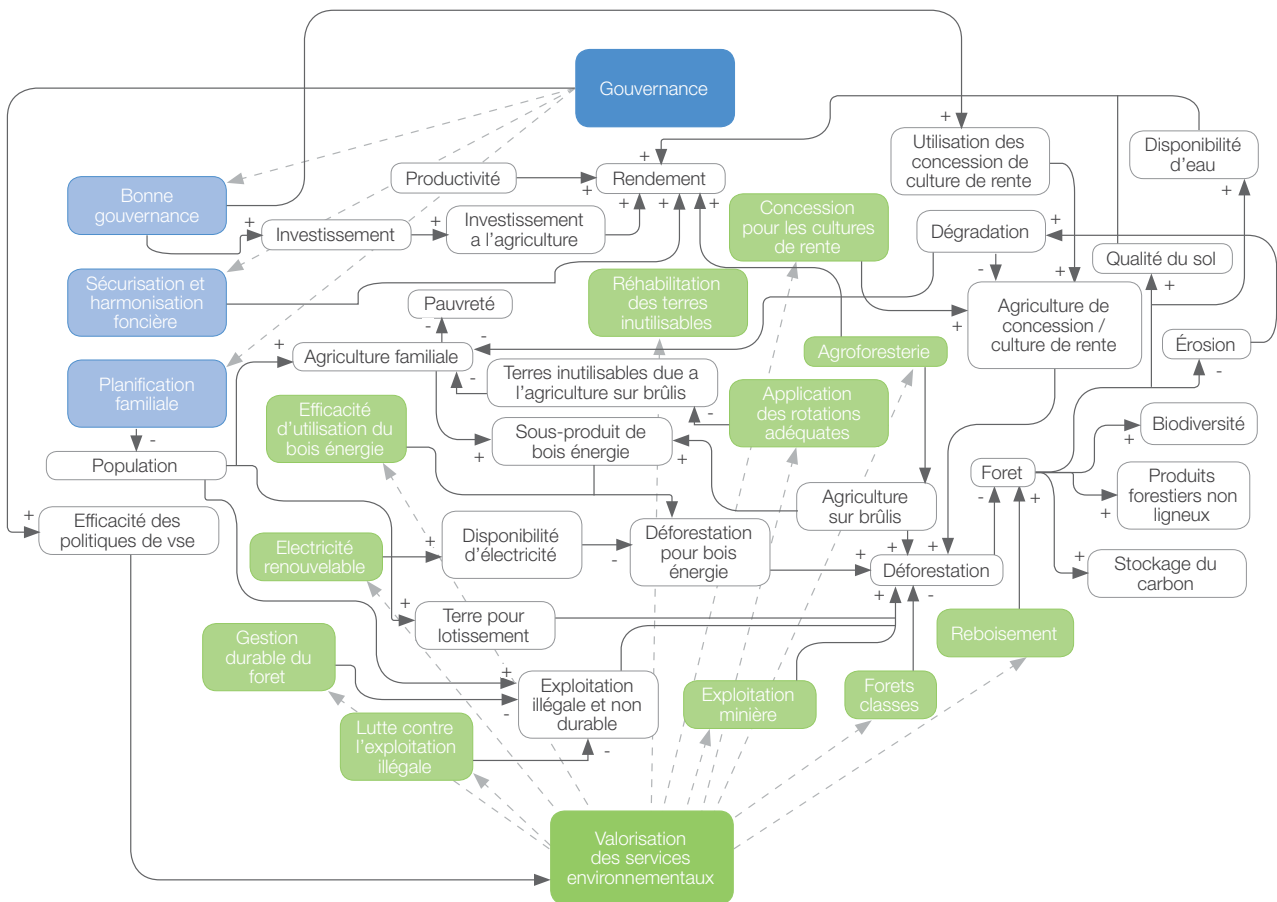 Gouvernance
Utilisation des
concession de
culture de rente
Disponibilité
d'eau
Productivité
Rendement
Bonne
gouvernance
Concession
pour les cultures
de rente
Investissement
Investissement
a l'agriculture
Dégradation
Qualité du sol
Sécurisation et
harmonisation
foncière
Pauvreté
Réhabilitation
des terres
inutilisables
Agriculture de
concession /
culture de rente
Agriculture familiale
Agroforesterie
Érosion
Planification
familiale
Terres inutilisables due a
l'agriculture sur brûlis
Application
des rotations
adéquates
Efficacité
d'utilisation du
bois énergie
Sous-produit de
bois énergie
Biodiversité
Population
Foret
Produits
forestiers non
ligneux
Agriculture
sur brûlis
Efficacité des
politiques de vse
Disponibilité
d'électricité
Déforestation
pour bois
énergie
Electricité
renouvelable
Déforestation
Stockage du
carbon
Terre pour
lotissement
Reboisement
Gestion
durable du
foret
Exploitation
illégale et non
durable
Exploitation
minière
Forets
classes
Lutte contre
l'exploitation
illégale
Valorisation
des services
environnementaux